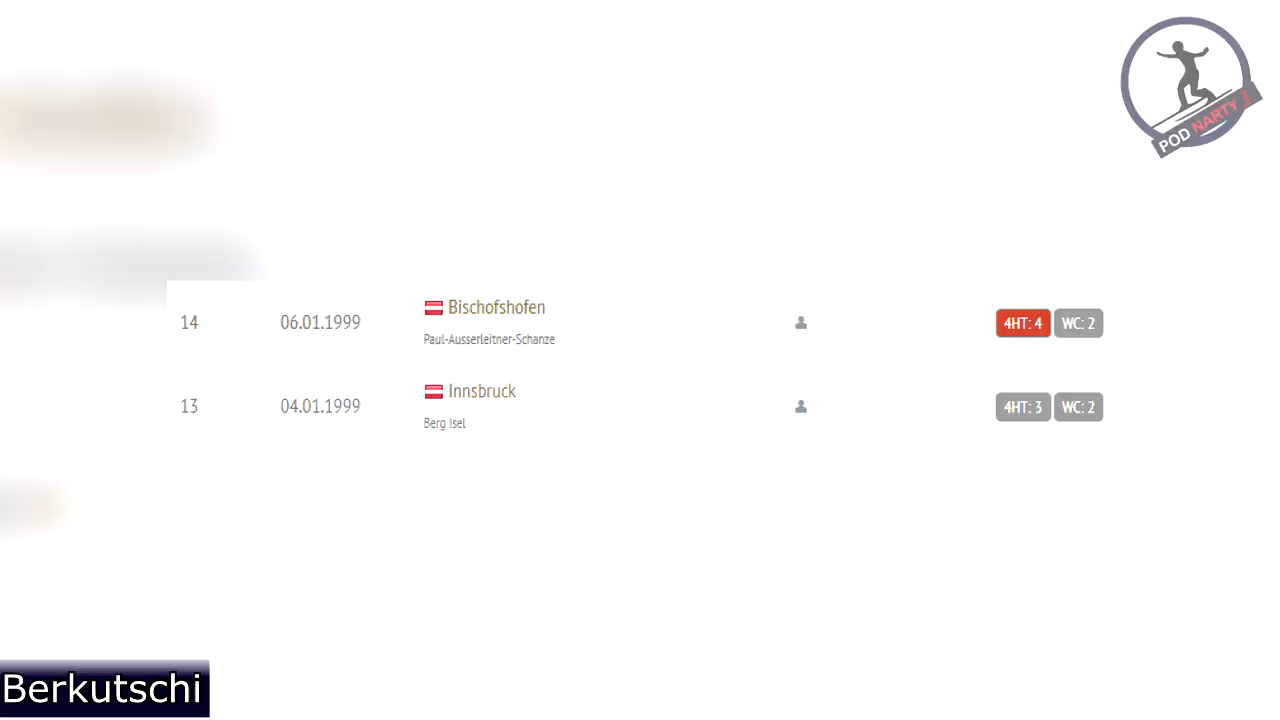 POD NARTY
14
06.01.1999
Bischofshofen
Paul-Ausserleitner-Schanze
4HT: 4
WC: 2
13
04.01.1999
Innsbruck
Berg Isel
4HT: 3
WC: 2
Berkutschi